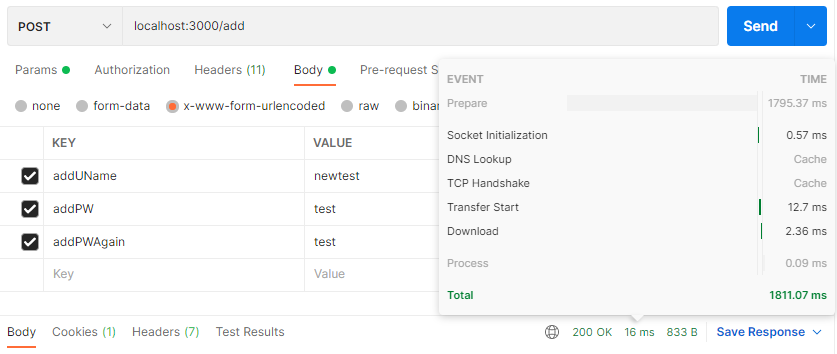 POST localhost:3000/add Send
Params Authorization Headers (11) Body Pre-request S
none form-data x-www-form-urlencoded raw binar
KEY VALUE
addUName newtest
addPW test
addPWAgain test
Key Value
EVENT TIME
Prepare 1795.37 ms
Socket Initialization 0.57 ms
DNS Lookup Cache
TCP Handshake Cache
Transfer Start 12.7 ms
Download 2.36 ms
Process 0.09 ms
Total 1811.07 ms
Body Cookies (1) Headers (7) Test Results 200 OK 16 ms 833 B Save Response